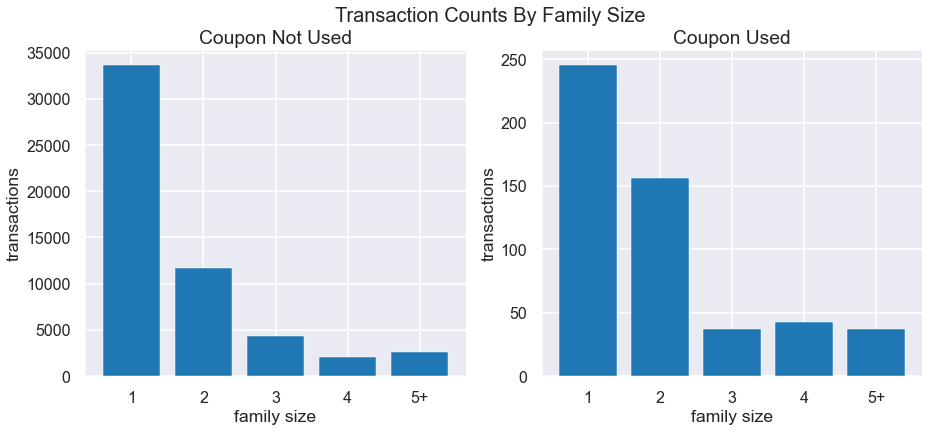 Transaction Counts By Family Size
Coupon Not Used
35000
30000
25000
20000
15000
10000
5000
0
transactions
1 2 3 4 5+
family size
Coupon Used
250
200
150
100
50
0
transactions
1 2 3 4 5+
family size